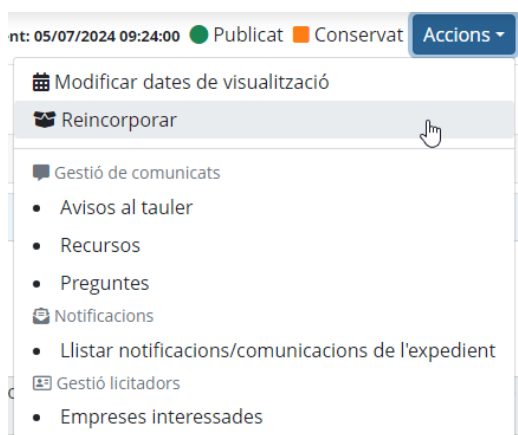 nt: 05/07/2024 09:24:00 Publicat Conservat Accions
Modificar dates de visualització
Reincorporar
Gestió de comunicats
• Avisos al tauler
• Recursos
• Preguntes
Notificacions
• Llistar notificacions/comunicacions de l'expedient
Gestió licitadors
• Empreses interessades